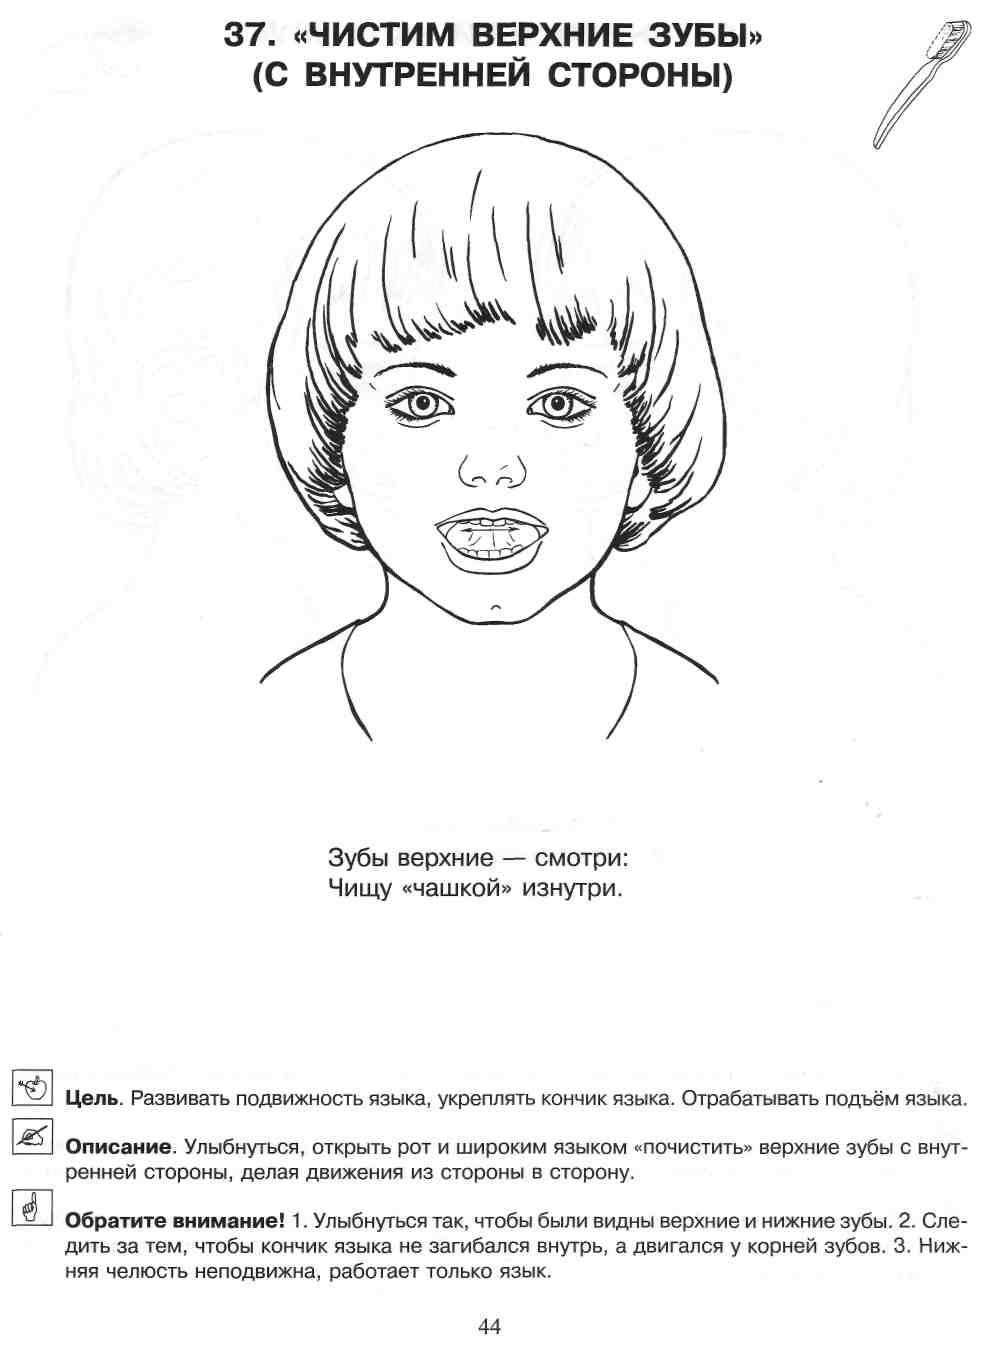 37. «ЧИСТИМ ВЕРХНИЕ ЗУБЫ»
(С ВНУТРЕННЕЙ СТОРОНЫ)
Зубы верхние — смотри:
Чищу «чашкой» изнутри.
Цель. Развивать подвижность языка, укреплять кончик языка. Отрабатывать подъём языка.
Описание. Улыбнуться, открыть рот и широким языком «почистить» верхние зубы с внут-
ренней стороны, делая движения из стороны в сторону.
Обратите внимание! 1. Улыбнуться так, чтобы были видны верхние и нижние зубы. 2. Сле-
дить за тем, чтобы кончик языка не загибался внутрь, а двигался у корней зубов. 3. Ниж-
няя челюсть неподвижна, работает только язык.
44